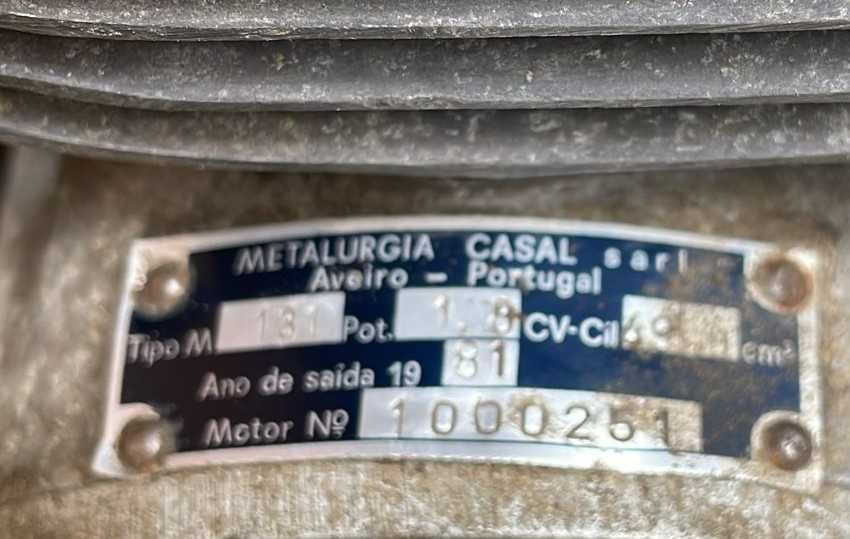 METALURGIA CASAL sarl
Aveiro - Portugal
Tipo M 131 Pot. 1.8 CV-Cil 49 cm³
Ano de saída 19 81
Motor Nº 1000251